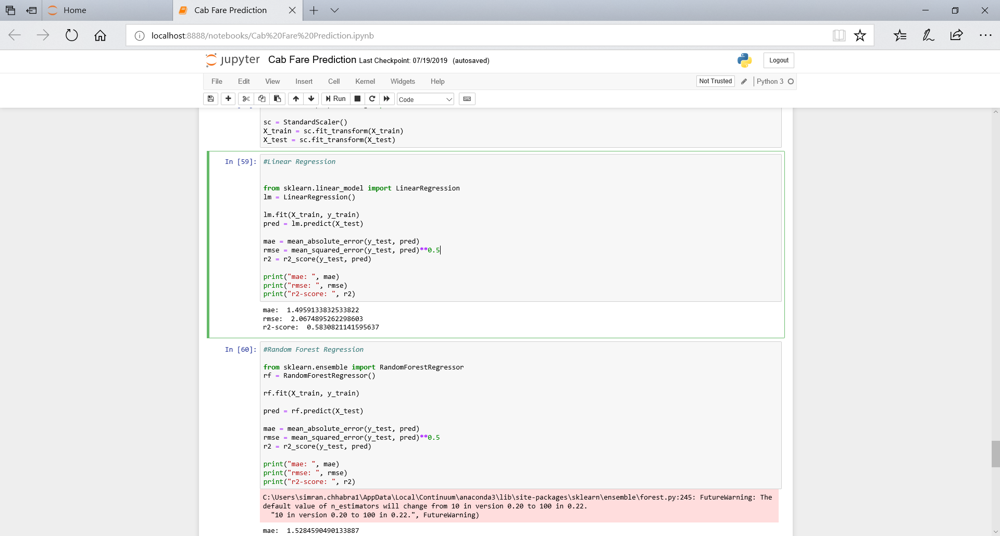 Home
Cab Fare Prediction
localhost:8888/notebooks/Cab%20Fare%20Prediction.ipynb
jupyter Cab Fare Prediction Last Checkpoint: 07/19/2019 (autosaved)
Logout
File Edit View Insert Cell Kernel Widgets Help
Not Trusted
Python 3
Run
Code
sc = StandardScaler()
X_train = sc.fit_transform(X_train)
X_test = sc.fit_transform(X_test)
In [59]: #Linear Regression
from sklearn.linear_model import LinearRegression
lm = LinearRegression()
lm.fit(X_train, y_train)
pred = lm.predict(X_test)
mae = mean_absolute_error(y_test, pred)
rmse = mean_squared_error(y_test, pred)**0.5
r2 = r2_score(y_test, pred)
print("mae: ", mae)
print("rmse: ", rmse)
print("r2-score: ", r2)
mae:  1.4959133832533822
rmse:  2.0674895262298603
r2-score:  0.5830821141595637
In [60]: #Random Forest Regression
from sklearn.ensemble import RandomForestRegressor
rf = RandomForestRegressor()
rf.fit(X_train, y_train)
pred = rf.predict(X_test)
mae = mean_absolute_error(y_test, pred)
rmse = mean_squared_error(y_test, pred)**0.5
r2 = r2_score(y_test, pred)
print("mae: ", mae)
print("rmse: ", rmse)
print("r2-score: ", r2)
C:\Users\simran.chhabra1\AppData\Local\Continuum\anaconda3\lib\site-packages\sklearn\ensemble\forest.py:245: FutureWarning: The
default value of n_estimators will change from 10 in version 0.20 to 100 in 0.22.
"10 in version 0.20 to 100 in 0.22.", FutureWarning)
mae:  1.5284590490133887